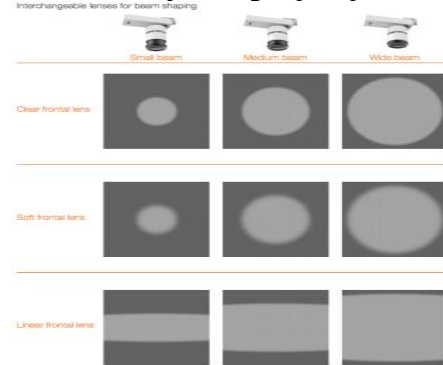 Interchangeable lenses for beam shaping
Small beam
Medium beam
Wide beam
Clear frontal lens
Soft frontal lens
Linear frontal lens